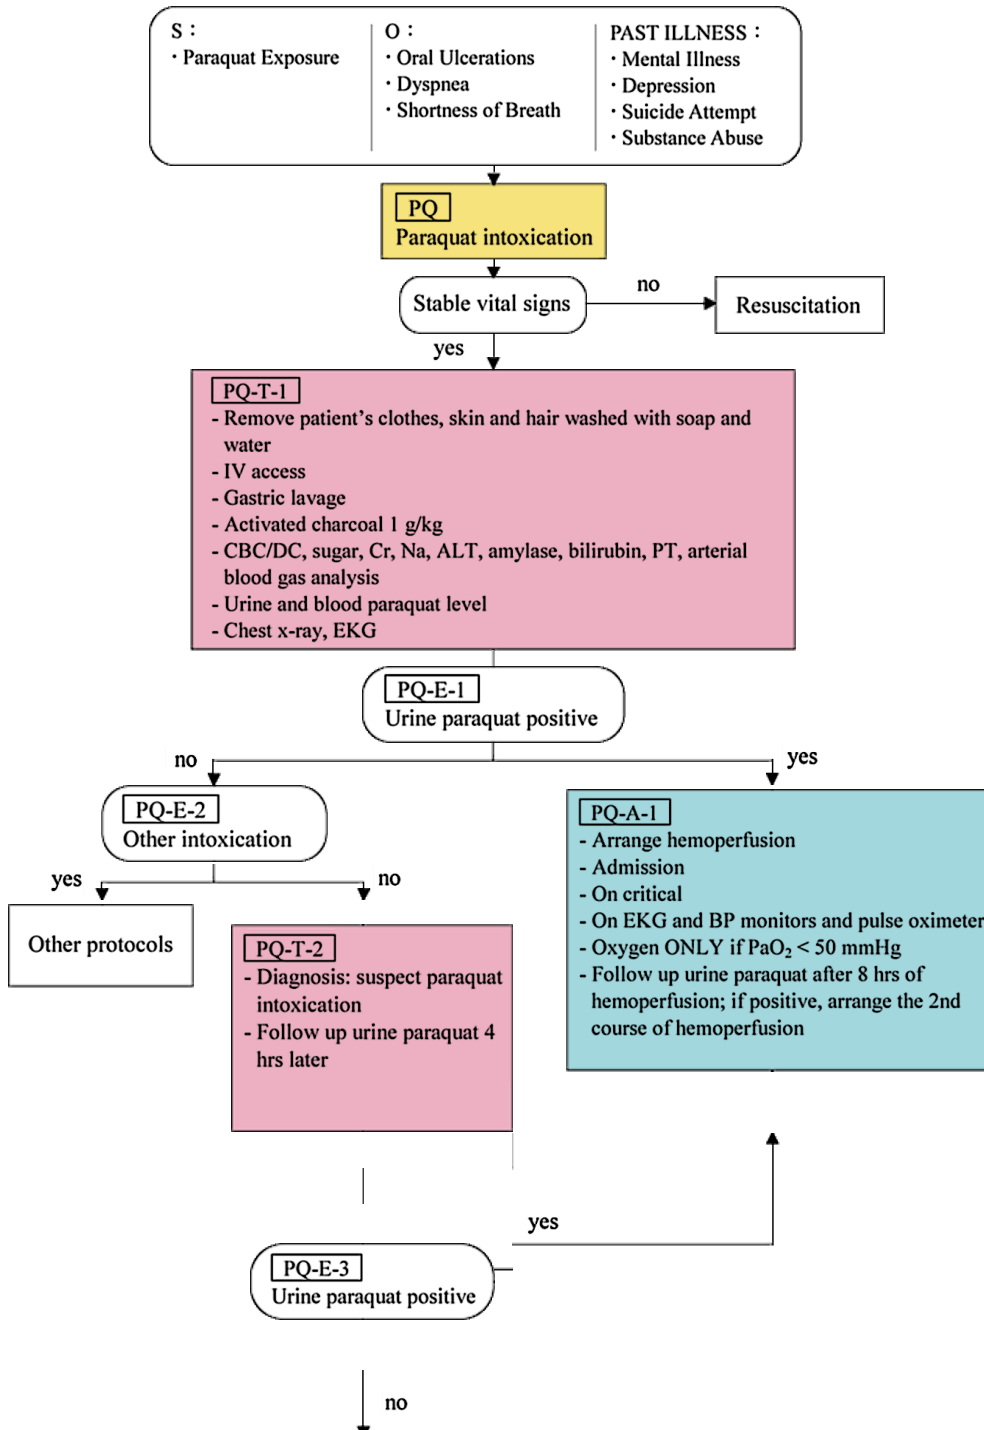 S：
· Paraquat Exposure
O：
· Oral Ulcerations
· Dyspnea
· Shortness of Breath
PAST ILLNESS：
· Mental Illness
· Depression
· Suicide Attempt
· Substance Abuse
PQ
Paraquat intoxication
Stable vital signs
no
Resuscitation
yes
PQ-T-1
- Remove patient's clothes, skin and hair washed with soap and
water
- IV access
- Gastric lavage
- Activated charcoal 1 g/kg
- CBC/DC, sugar, Cr, Na, ALT, amylase, bilirubin, PT, arterial
blood gas analysis
- Urine and blood paraquat level
- Chest x-ray, EKG
PQ-E-1
Urine paraquat positive
no
yes
PQ-E-2
Other intoxication
yes
no
Other protocols
PQ-T-2
- Diagnosis: suspect paraquat
intoxication
- Follow up urine paraquat 4
hrs later
PQ-A-1
- Arrange hemoperfusion
- Admission
- On critical
- On EKG and BP monitors and pulse oximeter
- Oxygen ONLY if PaO₂ < 50 mmHg
- Follow up urine paraquat after 8 hrs of
hemoperfusion; if positive, arrange the 2nd
course of hemoperfusion
yes
PQ-E-3
Urine paraquat positive
no